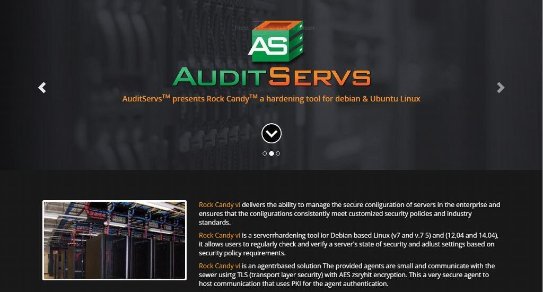 AS
AUDITSERVS
AuditServs™ presents Rock Candy™ a hardening tool for debian & Ubuntu Linux
Rock Candy vi delivers the ability to manage the secure configuration of servers in the enterprise and
ensures that the configurations consistently meet customized security policies and industry
standards.
Rock Candy vi is a serverrhardening tool for Debian based Linux (v7 and v.7 5) and (12,04 and 14.04),
it allows users to regularly check and verify a server's state of security and adjust settings based on
security policy requirements.
Rock Candy vi is an agentrbased solution The provided agents are small and communicate with the
sewer using TLS (transport layer security) with AES zsryhit encryption. This a very secure agent to
host communication that uses PKI for the agent authentication.